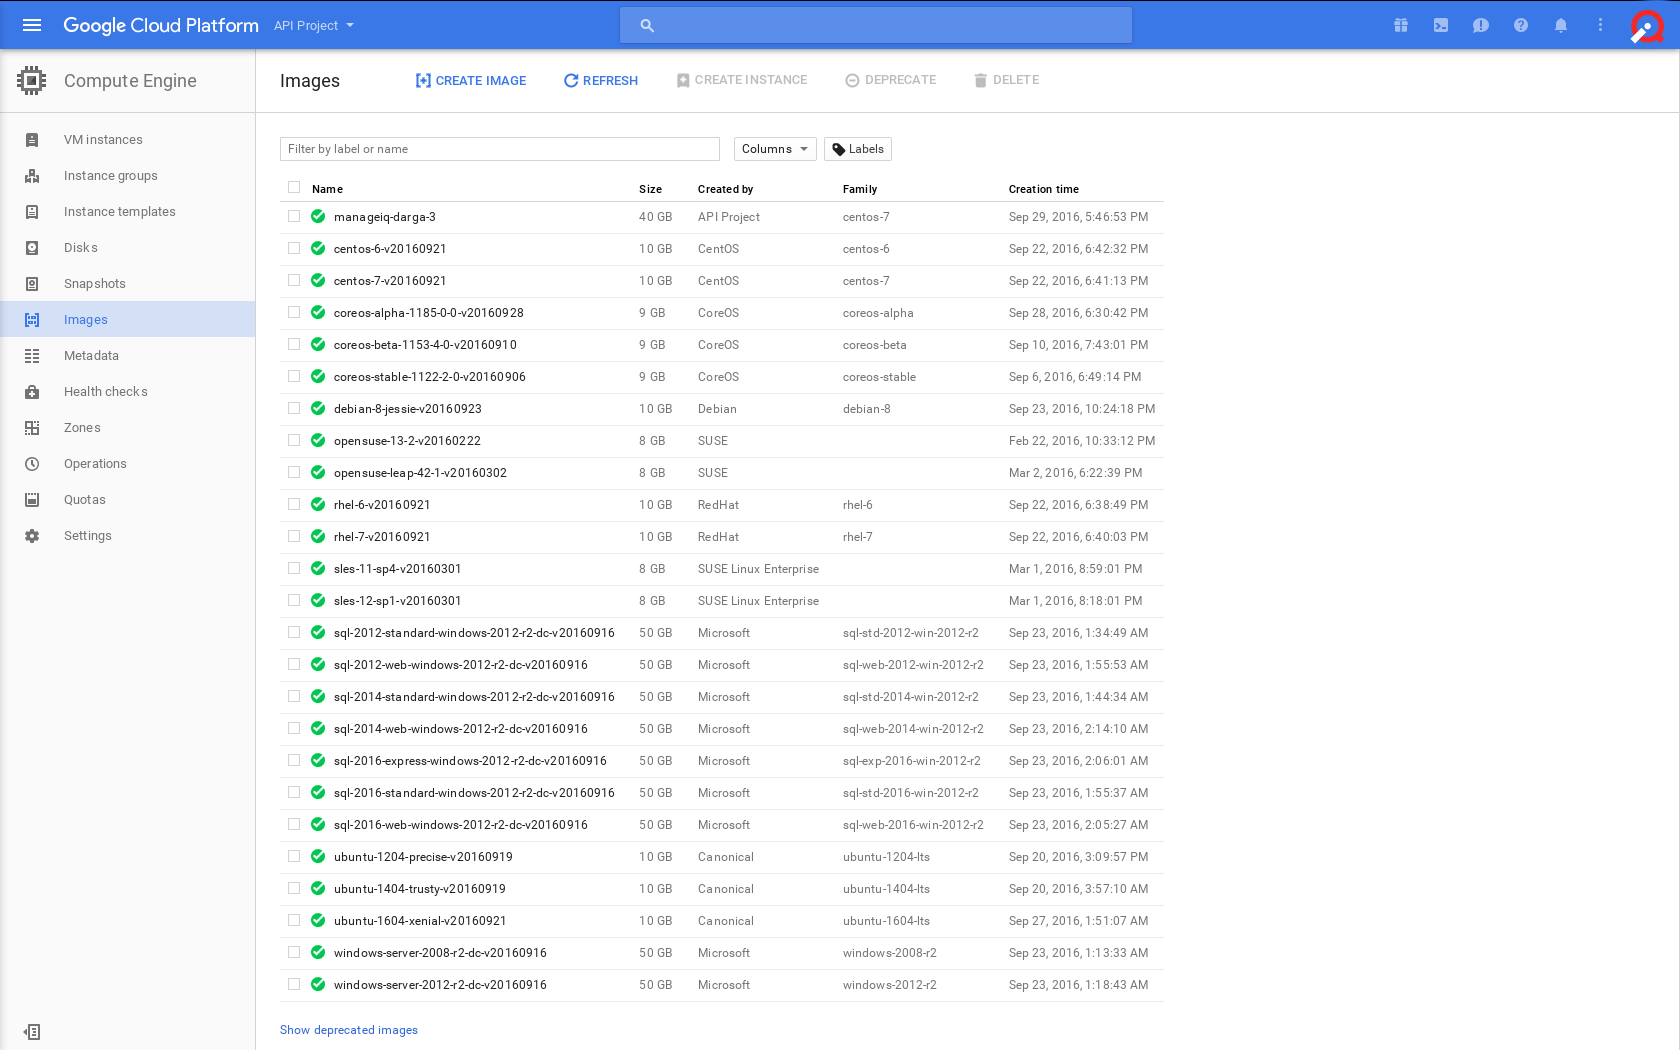 Google Cloud Platform API Project
Compute Engine
VM instances
Instance groups
Instance templates
Disks
Snapshots
Images
Metadata
Health checks
Zones
Operations
Quotas
Settings
Images CREATE IMAGE REFRESH CREATE INSTANCE DEPRECATE DELETE
Filter by label or name Columns Labels
Name Size Created by Family Creation time
manageiq-darga-3 40 GB API Project centos-7 Sep 29, 2016, 5:46:53 PM
centos-6-v20160921 10 GB CentOS centos-6 Sep 22, 2016, 6:42:32 PM
centos-7-v20160921 10 GB CentOS centos-7 Sep 22, 2016, 6:41:13 PM
coreos-alpha-1185-0-0-v20160928 9 GB CoreOS coreos-alpha Sep 28, 2016, 6:30:42 PM
coreos-beta-1153-4-0-v20160910 9 GB CoreOS coreos-beta Sep 10, 2016, 7:43:01 PM
coreos-stable-1122-2-0-v20160906 9 GB CoreOS coreos-stable Sep 6, 2016, 6:49:14 PM
debian-8-jessie-v20160923 10 GB Debian debian-8 Sep 23, 2016, 10:24:18 PM
opensuse-13-2-v20160222 8 GB SUSE Feb 22, 2016, 10:33:12 PM
opensuse-leap-42-1-v20160302 8 GB SUSE Mar 2, 2016, 6:22:39 PM
rhel-6-v20160921 10 GB RedHat rhel-6 Sep 22, 2016, 6:38:49 PM
rhel-7-v20160921 10 GB RedHat rhel-7 Sep 22, 2016, 6:40:03 PM
sles-11-sp4-v20160301 8 GB SUSE Linux Enterprise Mar 1, 2016, 8:59:01 PM
sles-12-sp1-v20160301 8 GB SUSE Linux Enterprise Mar 1, 2016, 8:18:01 PM
sql-2012-standard-windows-2012-r2-dc-v20160916 50 GB Microsoft sql-std-2012-win-2012-r2 Sep 23, 2016, 1:34:49 AM
sql-2012-web-windows-2012-r2-dc-v20160916 50 GB Microsoft sql-web-2012-win-2012-r2 Sep 23, 2016, 1:55:53 AM
sql-2014-standard-windows-2012-r2-dc-v20160916 50 GB Microsoft sql-std-2014-win-2012-r2 Sep 23, 2016, 1:44:34 AM
sql-2014-web-windows-2012-r2-dc-v20160916 50 GB Microsoft sql-web-2014-win-2012-r2 Sep 23, 2016, 2:14:10 AM
sql-2016-express-windows-2012-r2-dc-v20160916 50 GB Microsoft sql-exp-2016-win-2012-r2 Sep 23, 2016, 2:06:01 AM
sql-2016-standard-windows-2012-r2-dc-v20160916 50 GB Microsoft sql-std-2016-win-2012-r2 Sep 23, 2016, 1:55:37 AM
sql-2016-web-windows-2012-r2-dc-v20160916 50 GB Microsoft sql-web-2016-win-2012-r2 Sep 23, 2016, 2:05:27 AM
ubuntu-1204-precise-v20160919 10 GB Canonical ubuntu-1204-lts Sep 20, 2016, 3:09:57 PM
ubuntu-1404-trusty-v20160919 10 GB Canonical ubuntu-1404-lts Sep 20, 2016, 3:57:10 AM
ubuntu-1604-xenial-v20160921 10 GB Canonical ubuntu-1604-lts Sep 27, 2016, 1:51:07 AM
windows-server-2008-r2-dc-v20160916 50 GB Microsoft windows-2008-r2 Sep 23, 2016, 1:13:33 AM
windows-server-2012-r2-dc-v20160916 50 GB Microsoft windows-2012-r2 Sep 23, 2016, 1:18:43 AM
Show deprecated images